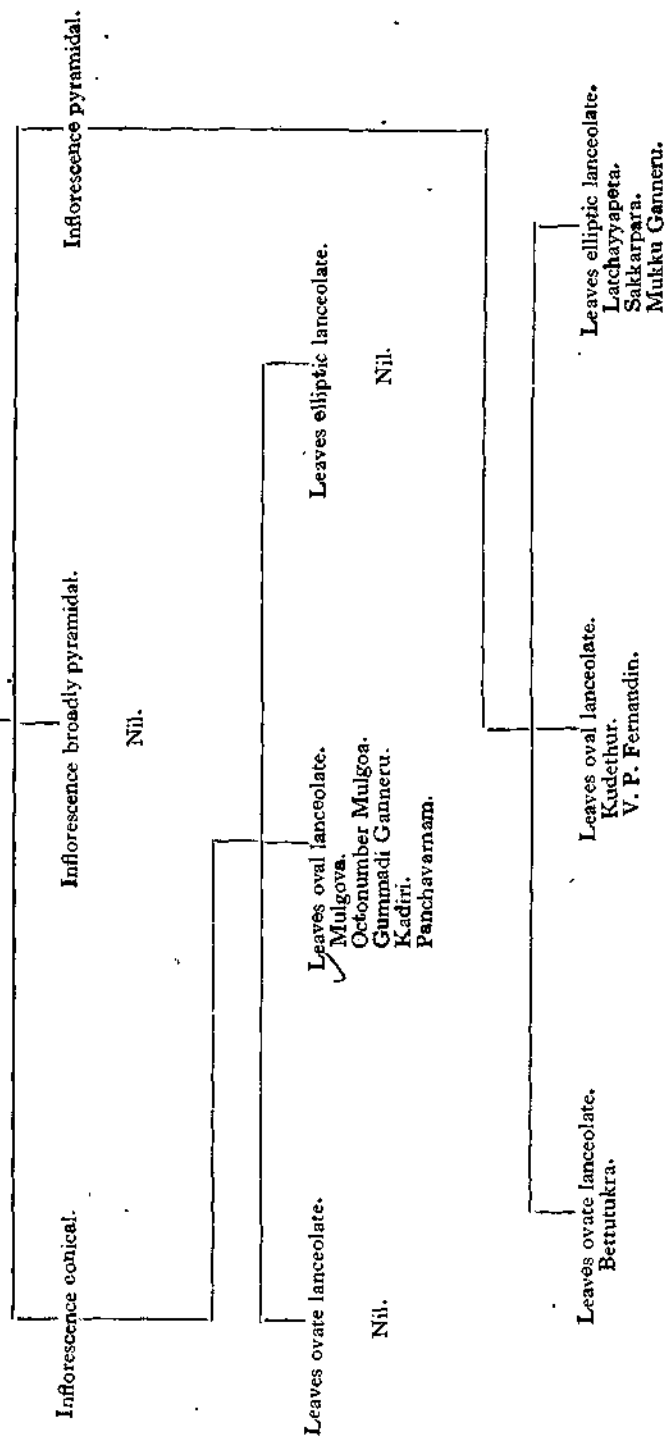 Inflorescence conical.
Inflorescence broadly pyramidal.
Inflorescence pyramidal.
Nil.
Leaves ovate lanceolate.
Nil.
Leaves oval lanceolate.
Mulgova.
Octonumber Mulgoa.
Gummadi Ganneru.
Kadiri.
Panchavarnam.
Leaves elliptic lanceolate.
Nil.
Leaves ovate lanceolate.
Bettutukra.
Leaves oval lanceolate.
Kudethur.
V. P. Fernandin.
Leaves elliptic lanceolate.
Latchayyapeta.
Sakkarpara.
Mukku Ganneru.